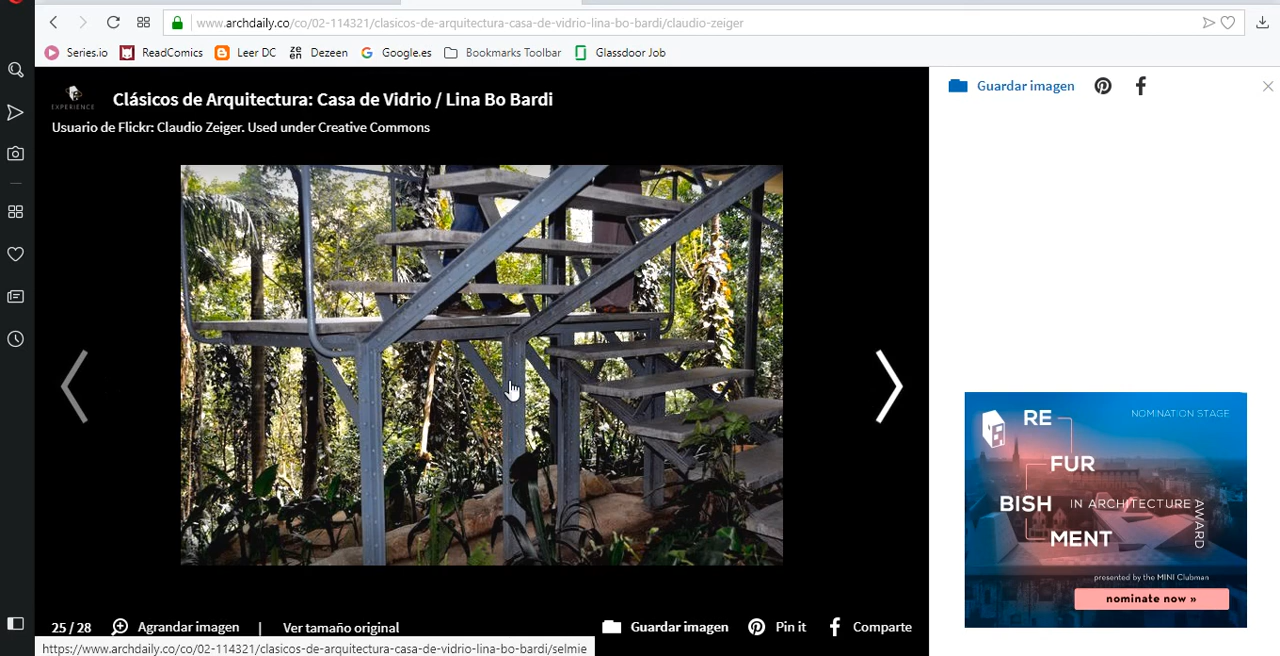 www.archdaily.co/co/02-114321/clasicos-de-arquitectura-casa-de-vidrio-lina-bo-bardi/claudio-zeiger
Series.io ReadComics Leer DC Dezeen Google.es Bookmarks Toolbar Glassdoor Job
EXPERIENCE
Clásicos de Arquitectura: Casa de Vidrio / Lina Bo Bardi
Usuario de Flickr: Claudio Zeiger. Used under Creative Commons
Guardar imagen
NOMINATION STAGE
RE
FUR
BISH IN ARCHITECTURE AWARD
MENT
presented by the MINI Clubman
nominate now »
25 / 28 Agrandar imagen | Ver tamaño original Guardar imagen Pin it Comparte
https://www.archdaily.co/co/02-114321/clasicos-de-arquitectura-casa-de-vidrio-lina-bo-bardi/selmie